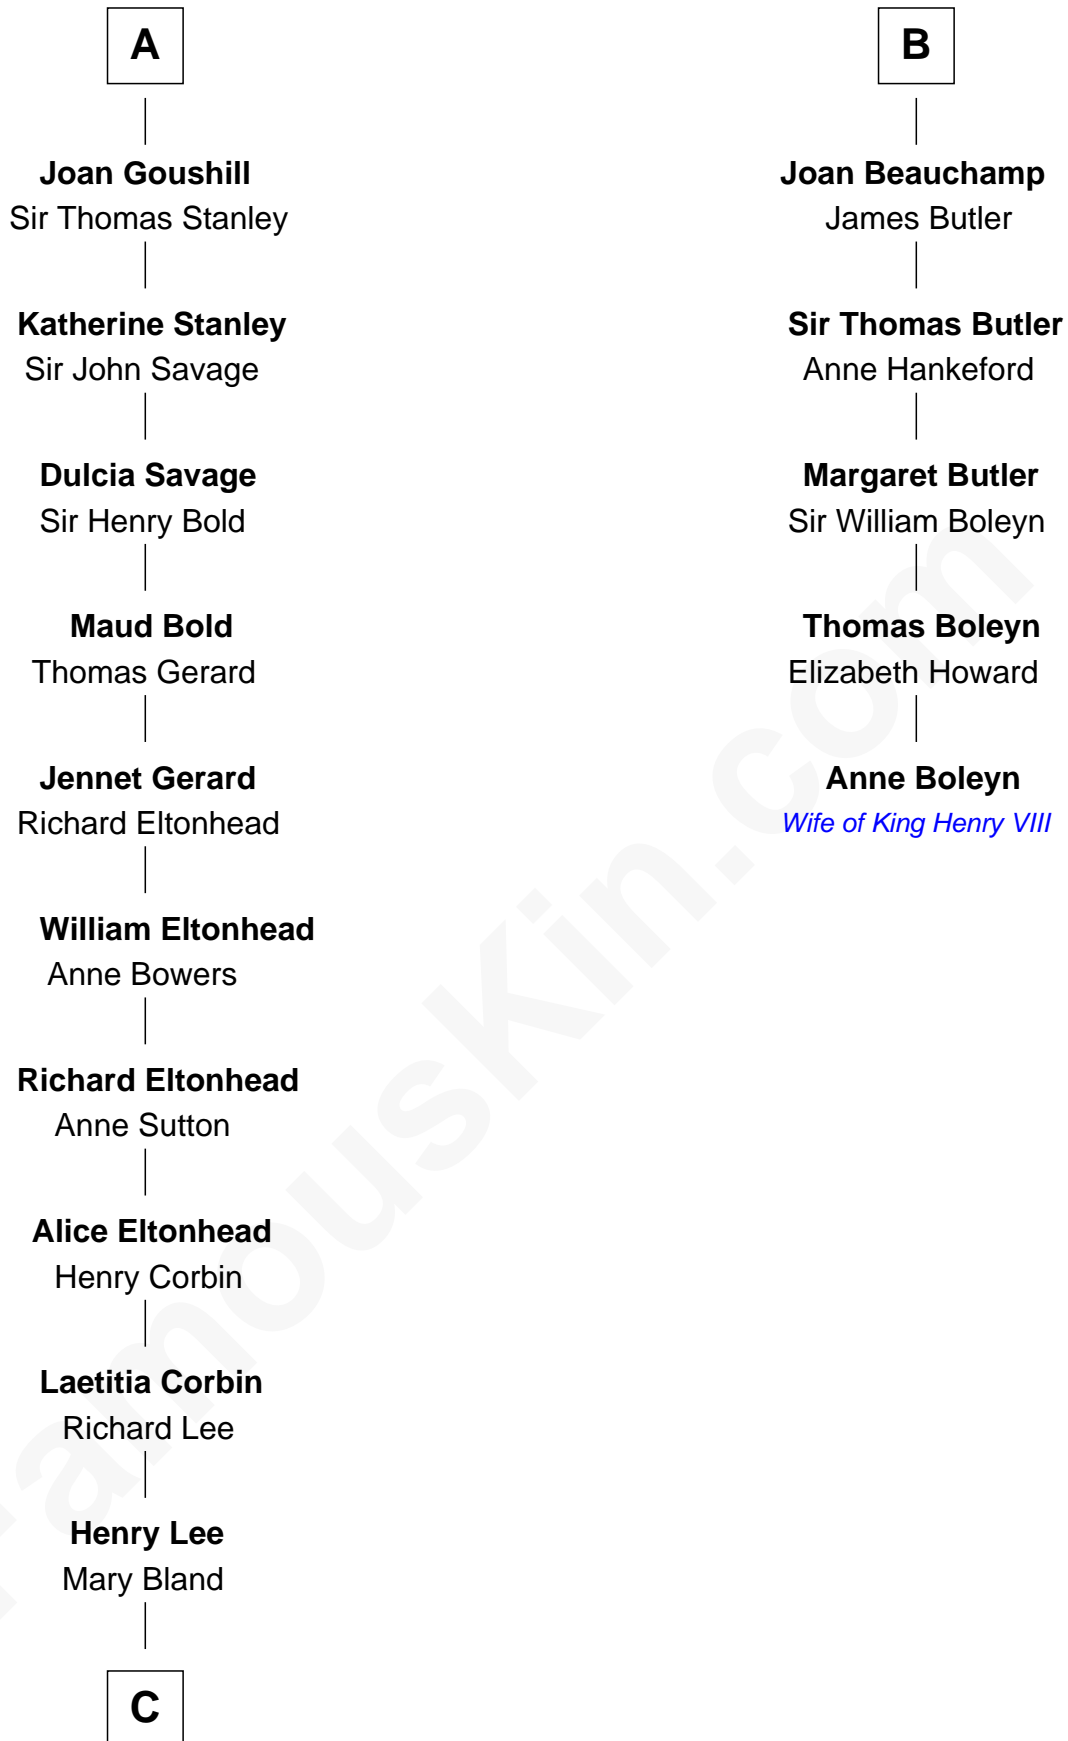 A
Joan Goushill
Sir Thomas Stanley
Katherine Stanley
Sir John Savage
Dulcia Savage
Sir Henry Bold
Maud Bold
Thomas Gerard
Jennet Gerard
Richard Eltonhead
William Eltonhead
Anne Bowers
Richard Eltonhead
Anne Sutton
Alice Eltonhead
Henry Corbin
Laetitia Corbin
Richard Lee
Henry Lee
Mary Bland
C
B
Joan Beauchamp
James Butler
Sir Thomas Butler
Anne Hankeford
Margaret Butler
Sir William Boleyn
Thomas Boleyn
Elizabeth Howard
Anne Boleyn
Wife of King Henry VIII
FamousKin.com